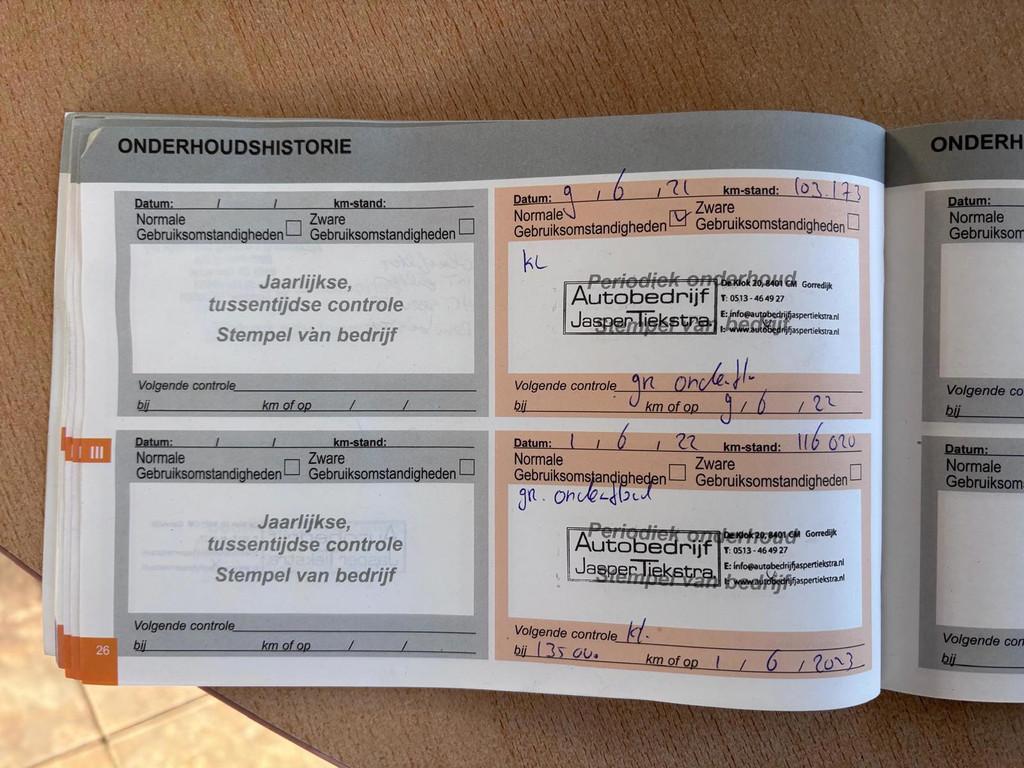 ONDERHOUDSHISTORIE
Datum: / / km-stand:
Normale Gebruiksomstandigheden Zware Gebruiksomstandigheden
Jaarlijkse,
tussentijdse controle
Stempel van bedrijf
Volgende controle
bij km of op / /
Datum: 9 , 6 , 21 km-stand: 103.173
Normale Gebruiksomstandigheden Zware Gebruiksomstandigheden
kl
Periodiek onderhoud
Stempel van bedrijf
Autobedrijf
Jasper Tiekstra
De Klok 20, 8401 CM Gorredijk
T: 0513 - 46 49 27
E: info@autobedrijfjaspertiekstra.nl
I: www.autobedrijfjaspertiekstra.nl
Volgende controle gr.
bij km of op 9 / 6 , 22
III
Datum: / / km-stand:
Normale Gebruiksomstandigheden Zware Gebruiksomstandigheden
Jaarlijkse,
tussentijdse controle
Stempel van bedrijf
Volgende controle
bij km of op / /
Datum: 1 , 6 , 22 km-stand: 116 020
Normale Gebruiksomstandigheden Zware Gebruiksomstandigheden
gr.
Periodiek onderhoud
Stempel van bedrijf
Autobedrijf
Jasper Tiekstra
De Klok 20, 8401 CM Gorredijk
T: 0513 - 46 49 27
E: info@autobedrijfjaspertiekstra.nl
I: www.autobedrijfjaspertiekstra.nl
Volgende controle kl.
bij km of op 1 , 6 , 2023
26
ONDERH
Datum:
Normale
Gebruiksom
Volgende co
bij
Datum:
Normale
Gebruiksom
Volgende con
bij